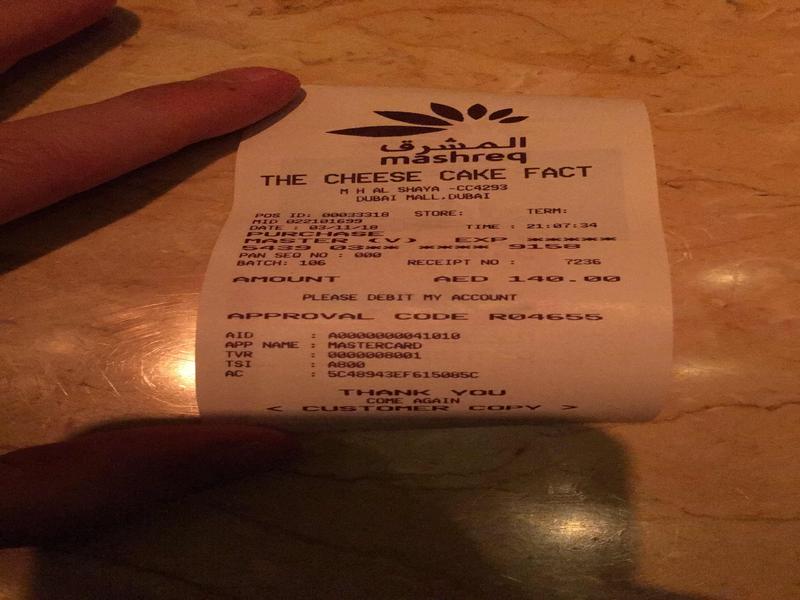 المشرق
mashreq
THE CHEESE CAKE FACT
M H AL SHAYA -CC4293
DUBAI MALL,DUBAI
POS ID: 00033318 STORE: TERM:
MID 022101699
DATE : 03/11/18 TIME : 21:07:34
PURCHASE
MASTER (V) EXP *****
5439 03** **** 9158
PAN SEQ NO : 000
BATCH: 106 RECEIPT NO : 7236
AMOUNT AED 140.00
PLEASE DEBIT MY ACCOUNT
APPROVAL CODE R04655
AID : A0000000041010
APP NAME : MASTERCARD
TVR : 0000008001
TSI : A800
AC : 5C48943EF615085C
THANK YOU
COME AGAIN
< CUSTOMER COPY >